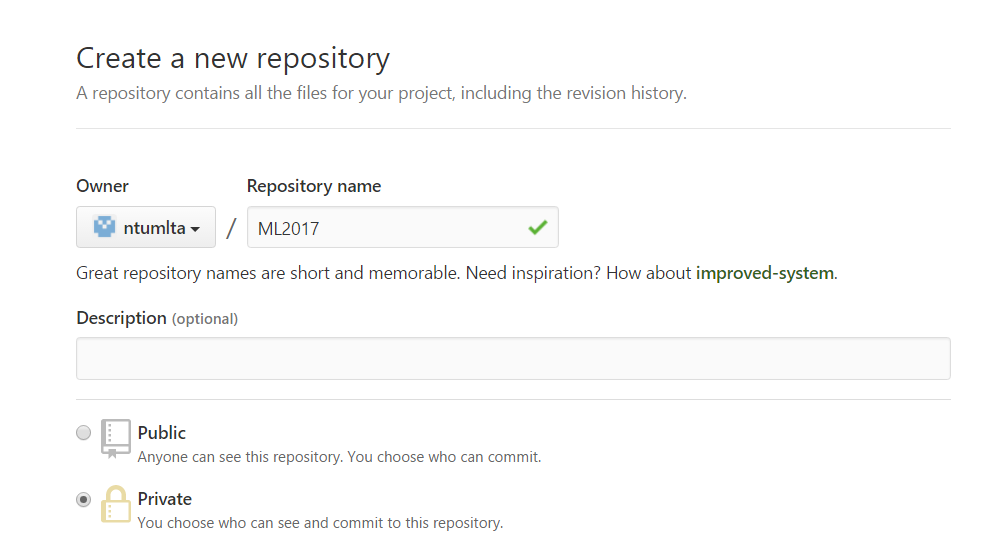 Create a new repository
A repository contains all the files for your project, including the revision history.
Owner
Repository name
ntumlta
/
ML2017
Great repository names are short and memorable. Need inspiration? How about improved-system.
Description (optional)
Public
Anyone can see this repository. You choose who can commit.
Private
You choose who can see and commit to this repository.